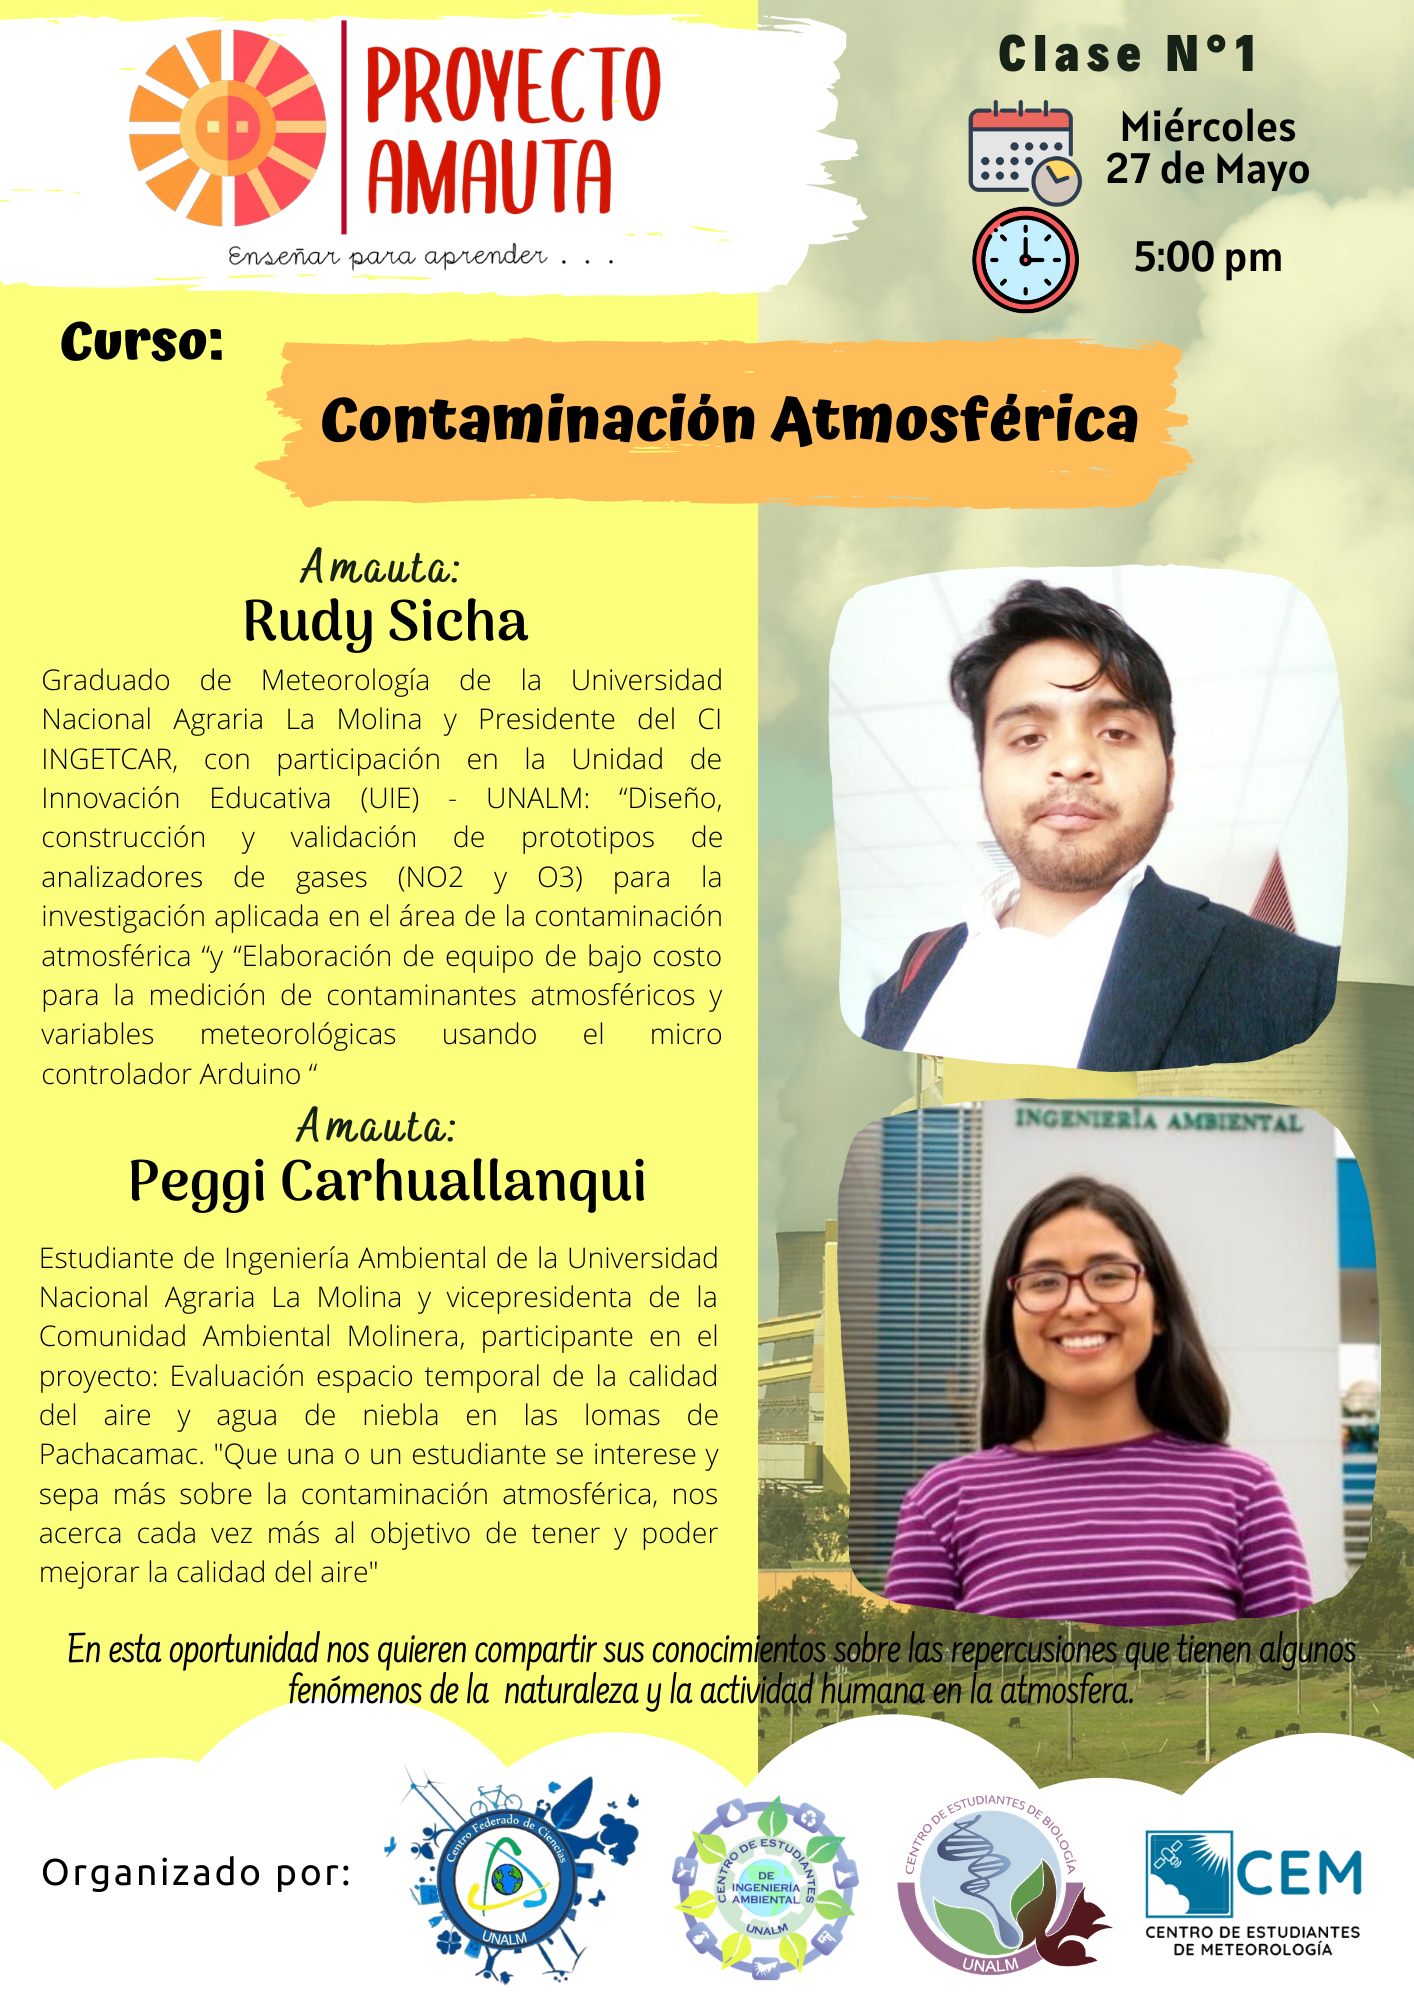 PROYECTO
AMAUTA
Enseñar para aprender . . .
Clase N°1
Miércoles
27 de Mayo
5:00 pm
Curso:
Contaminación Atmosférica
Amauta:
Rudy Sicha
Graduado de Meteorología de la Universidad
Nacional Agraria La Molina y Presidente del CI
INGETCAR, con participación en la Unidad de
Innovación Educativa (UIE) - UNALM: “Diseño,
construcción y validación de prototipos de
analizadores de gases (NO2 y O3) para la
investigación aplicada en el área de la contaminación
atmosférica “y “Elaboración de equipo de bajo costo
para la medición de contaminantes atmosféricos y
variables meteorológicas usando el micro
controlador Arduino “
Amauta:
Peggi Carhuallanqui
Estudiante de Ingeniería Ambiental de la Universidad
Nacional Agraria La Molina y vicepresidenta de la
Comunidad Ambiental Molinera, participante en el
proyecto: Evaluación espacio temporal de la calidad
del aire y agua de niebla en las lomas de
Pachacamac. "Que una o un estudiante se interese y
sepa más sobre la contaminación atmosférica, nos
acerca cada vez más al objetivo de tener y poder
mejorar la calidad del aire"
INGENIERÍA AMBIENTAL
En esta oportunidad nos quieren compartir sus conocimientos sobre las repercusiones que tienen algunos
fenómenos de la naturaleza y la actividad humana en la atmosfera.
Organizado por:
Centro Federado de Ciencias
UNALM
CENTRO DE ESTUDIANTES
DE
INGENIERÍA
AMBIENTAL
UNALM
CENTRO DE ESTUDIANTES DE BIOLOGÍA
UNALM
CEM
CENTRO DE ESTUDIANTES
DE METEOROLOGÍA